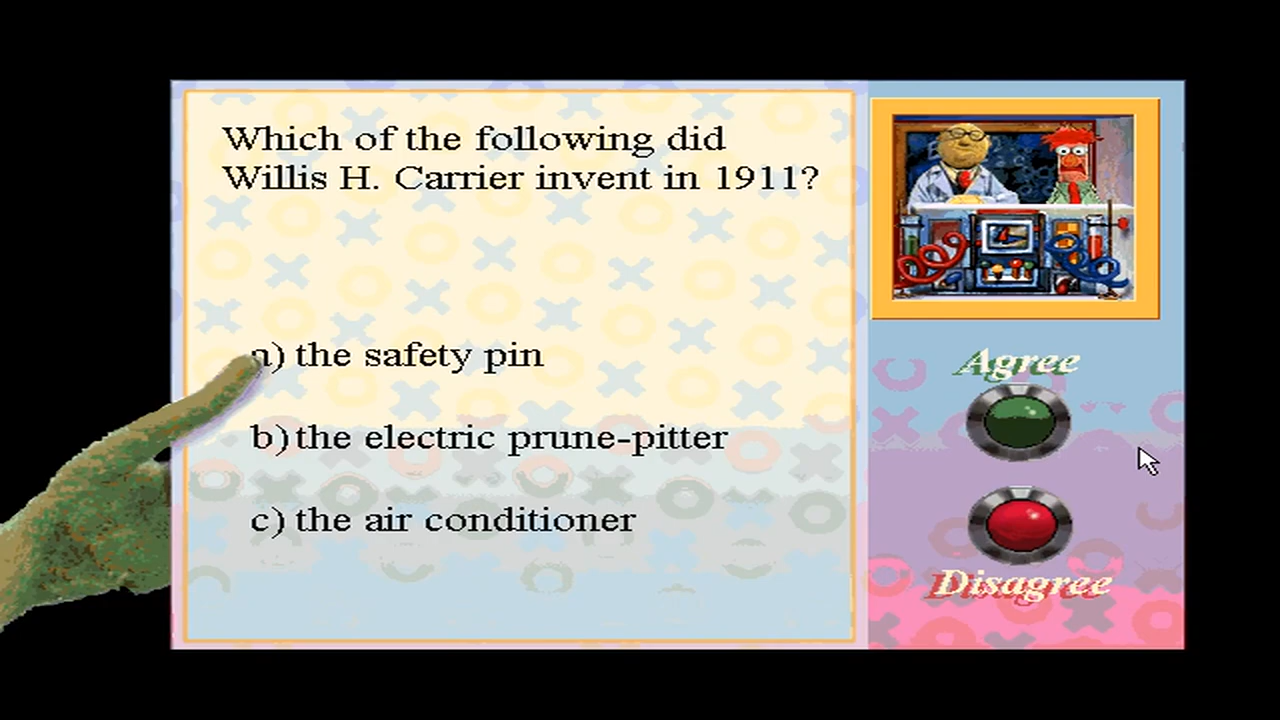 Which of the following did
Willis H. Carrier invent in 1911?
a) the safety pin
b) the electric prune-pitter
c) the air conditioner
Agree
Disagree